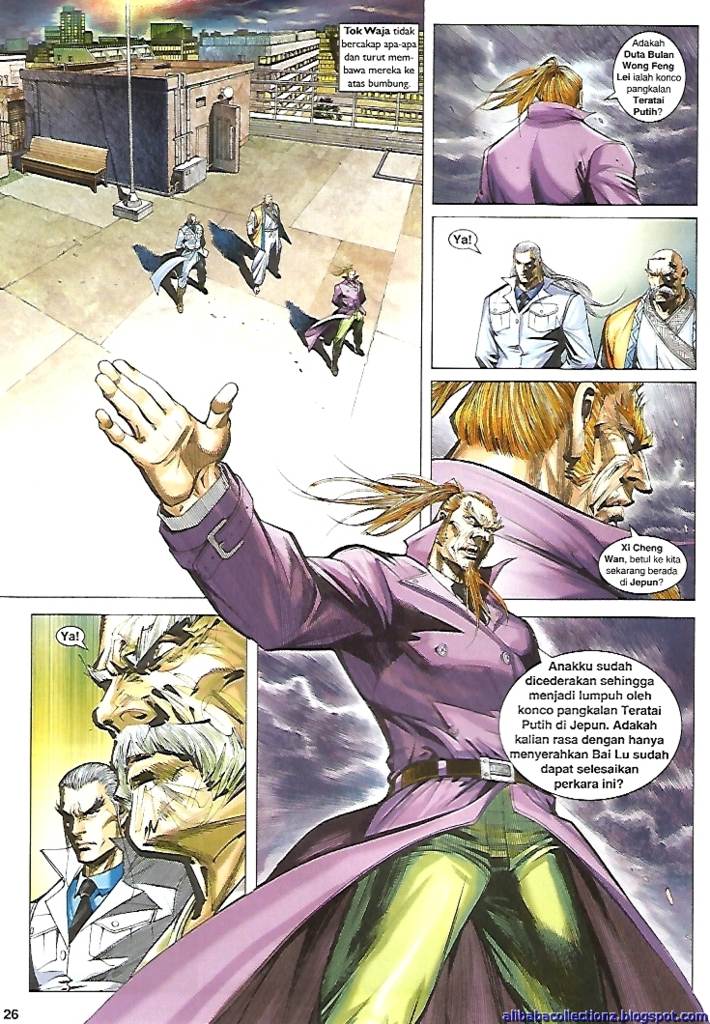 Tok Waja tidak
bercakap apa-apa
dan turut mem-
bawa mereka ke
atas bumbung.
Adakah
Duta Bulan
Wong Feng
Lei ialah konco
pangkalan
Teratai
Putih?
Ya!
Xi Cheng
Wan, betul ke kita
sekarang berada
di Jepun?
Ya!
Anakku sudah
dicederakan sehingga
menjadi lumpuh oleh
konco pangkalan Teratai
Putih di Jepun. Adakah
kalian rasa dengan hanya
menyerahkan Bai Lu sudah
dapat selesaikan
perkara ini?
26
alibabacollectionz.blogspot.com